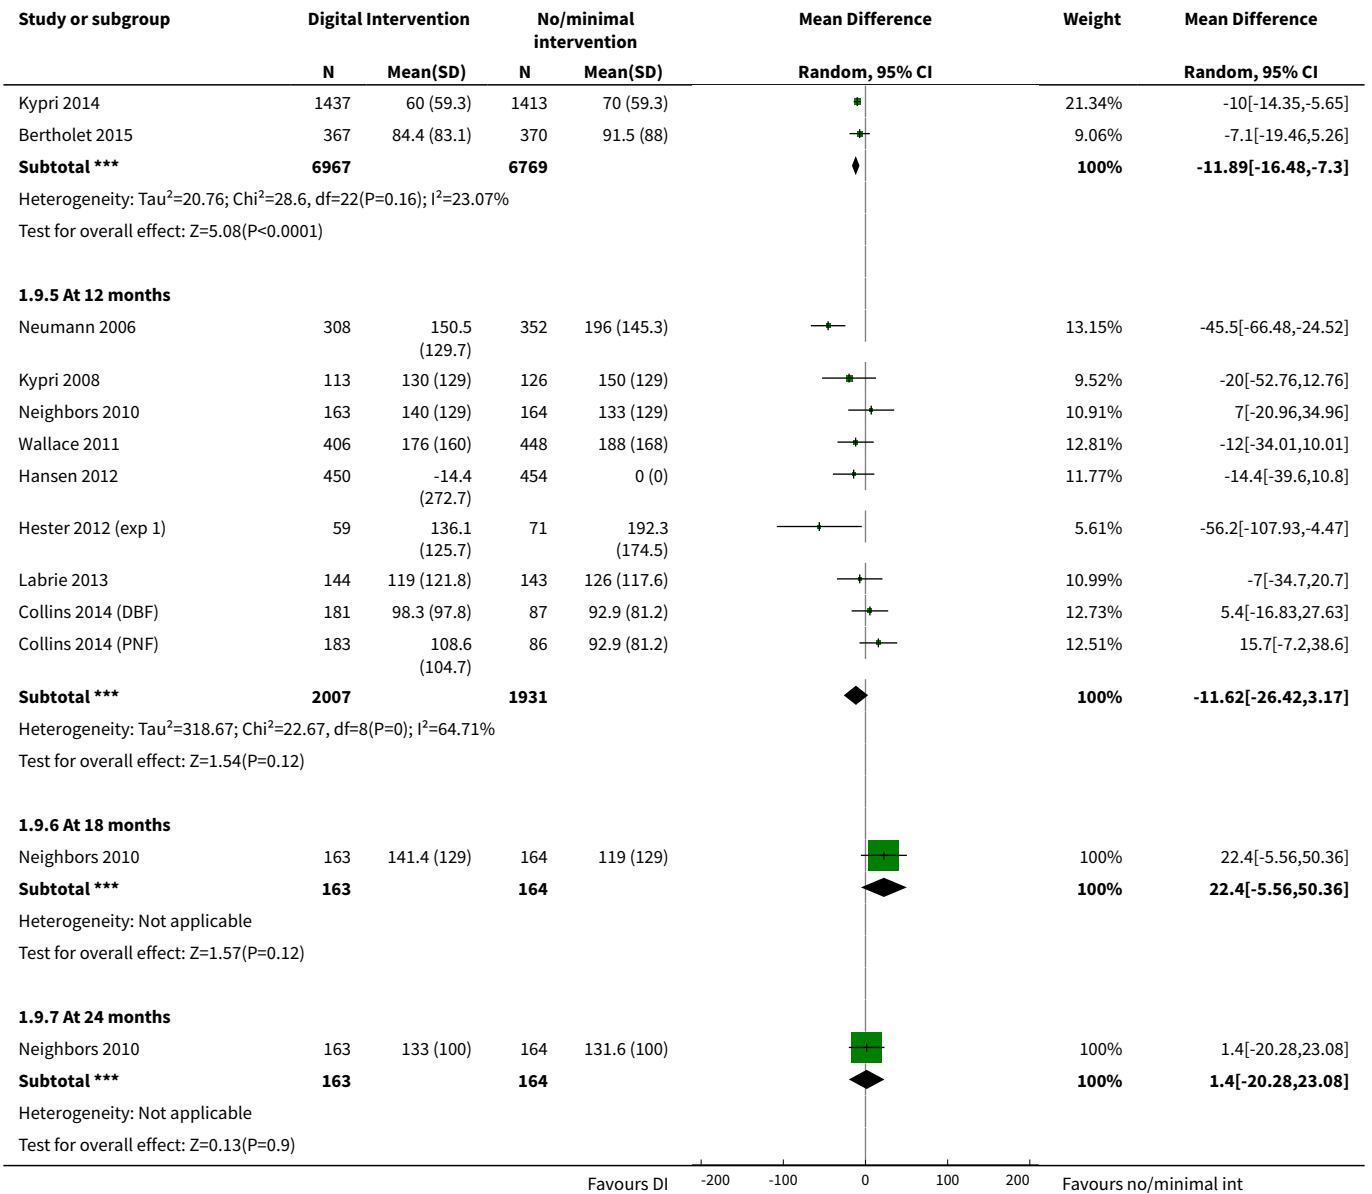 Study or subgroup Digital Intervention No/minimal intervention Mean Difference Weight Mean Difference
N Mean(SD) N Mean(SD) Random, 95% CI Random, 95% CI
Kypri 2014 1437 60 (59.3) 1413 70 (59.3) 21.34% -10[-14.35,-5.65]
Bertholet 2015 367 84.4 (83.1) 370 91.5 (88) 9.06% -7.1[-19.46,5.26]
Subtotal *** 6967 6769 100% -11.89[-16.48,-7.3]
Heterogeneity: Tau²=20.76; Chi²=28.6, df=22(P=0.16); I²=23.07%
Test for overall effect: Z=5.08(P<0.0001)
1.9.5 At 12 months
Neumann 2006 308 150.5 (129.7) 352 196 (145.3) 13.15% -45.5[-66.48,-24.52]
Kypri 2008 113 130 (129) 126 150 (129) 9.52% -20[-52.76,12.76]
Neighbors 2010 163 140 (129) 164 133 (129) 10.91% 7[-20.96,34.96]
Wallace 2011 406 176 (160) 448 188 (168) 12.81% -12[-34.01,10.01]
Hansen 2012 450 -14.4 (272.7) 454 0 (0) 11.77% -14.4[-39.6,10.8]
Hester 2012 (exp 1) 59 136.1 (125.7) 71 192.3 (174.5) 5.61% -56.2[-107.93,-4.47]
Labrie 2013 144 119 (121.8) 143 126 (117.6) 10.99% -7[-34.7,20.7]
Collins 2014 (DBF) 181 98.3 (97.8) 87 92.9 (81.2) 12.73% 5.4[-16.83,27.63]
Collins 2014 (PNF) 183 108.6 (104.7) 86 92.9 (81.2) 12.51% 15.7[-7.2,38.6]
Subtotal *** 2007 1931 100% -11.62[-26.42,3.17]
Heterogeneity: Tau²=318.67; Chi²=22.67, df=8(P=0); I²=64.71%
Test for overall effect: Z=1.54(P=0.12)
1.9.6 At 18 months
Neighbors 2010 163 141.4 (129) 164 119 (129) 100% 22.4[-5.56,50.36]
Subtotal *** 163 164 100% 22.4[-5.56,50.36]
Heterogeneity: Not applicable
Test for overall effect: Z=1.57(P=0.12)
1.9.7 At 24 months
Neighbors 2010 163 133 (100) 164 131.6 (100) 100% 1.4[-20.28,23.08]
Subtotal *** 163 164 100% 1.4[-20.28,23.08]
Heterogeneity: Not applicable
Test for overall effect: Z=0.13(P=0.9)
Favours DI -200 -100 0 100 200 Favours no/minimal int